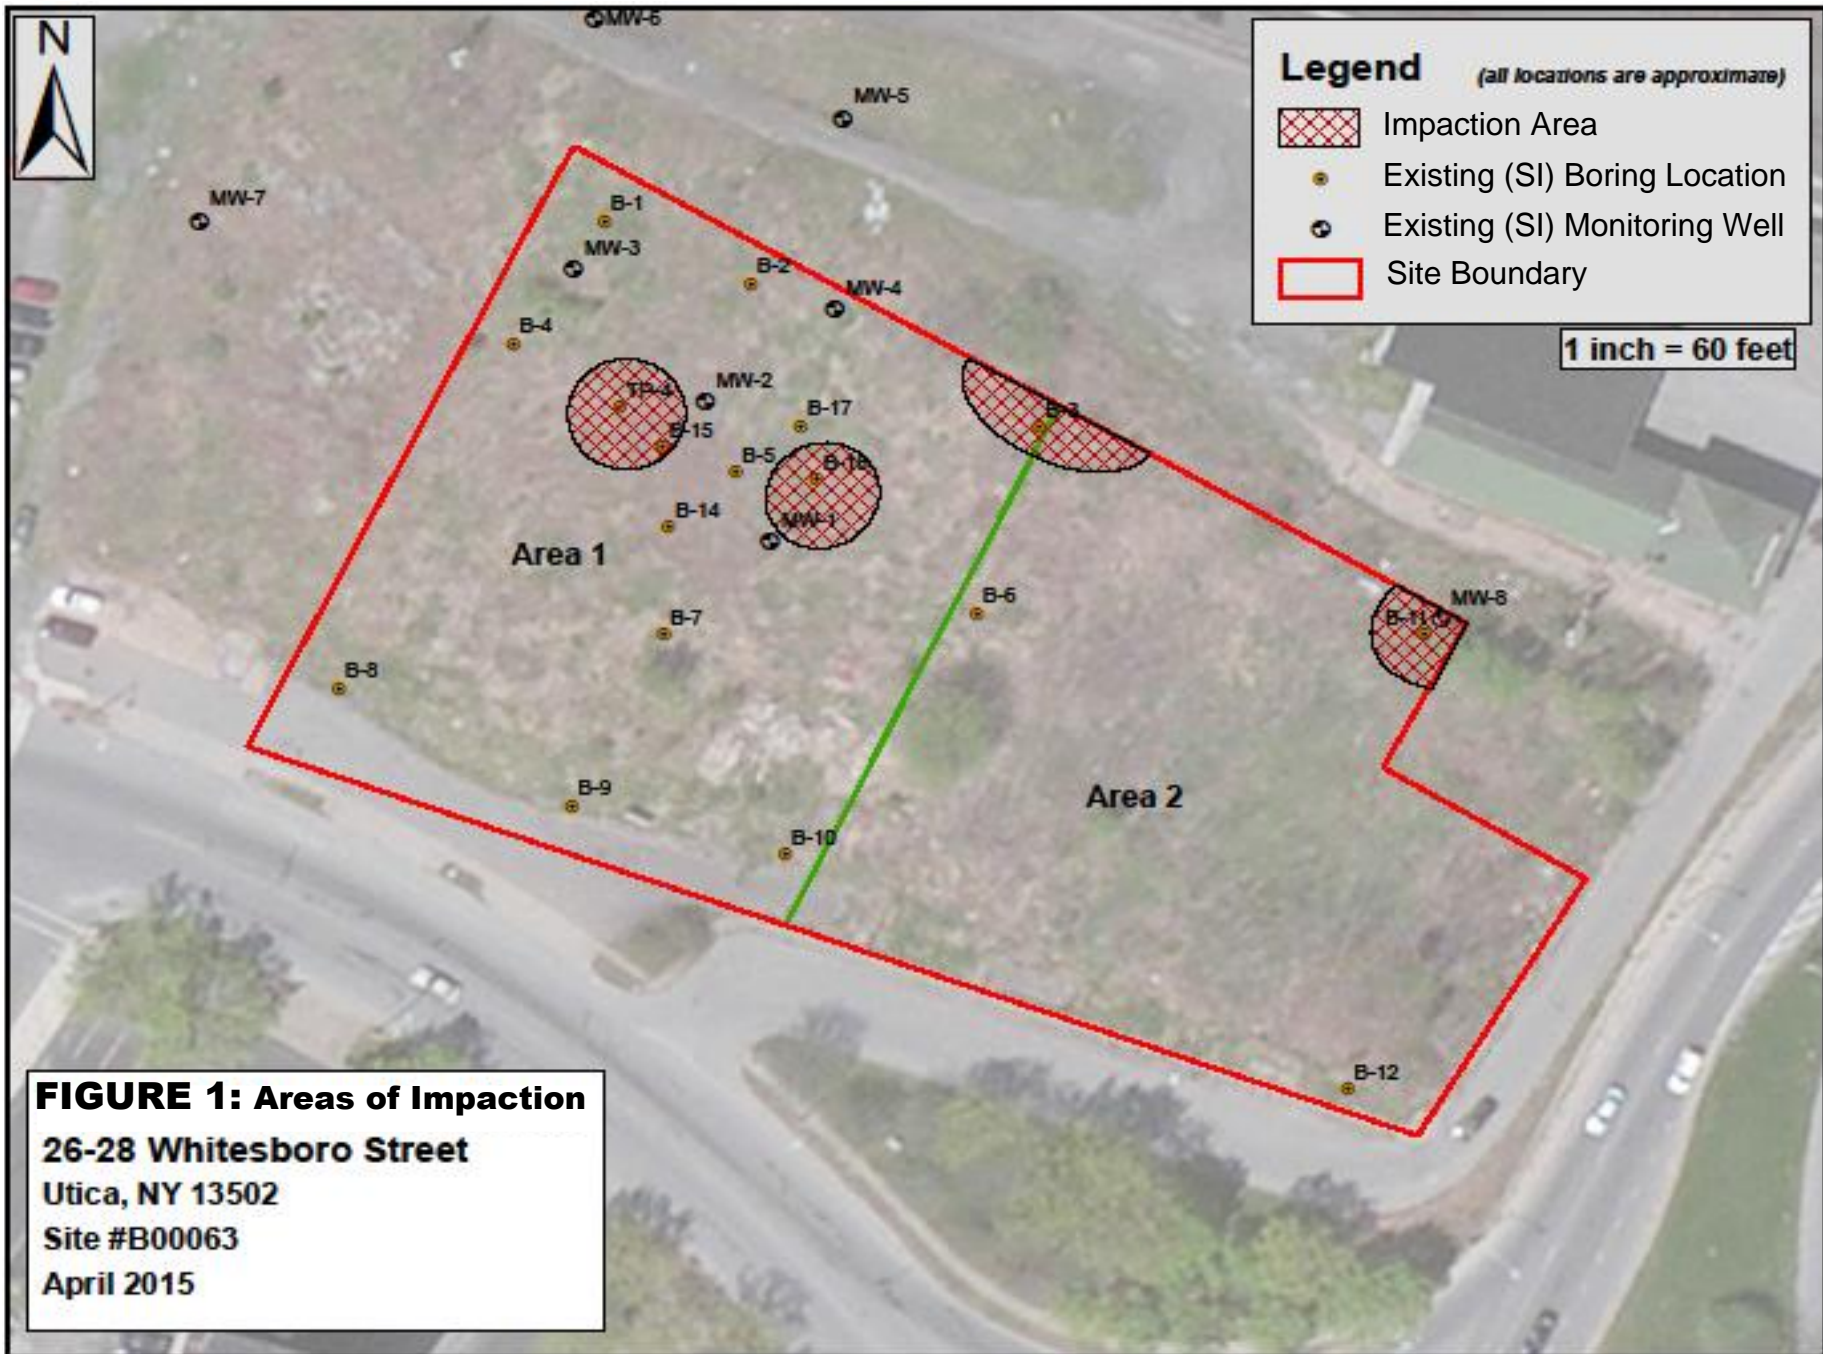 N
MW-6
MW-5
MW-7
B-1
MW-3
B-2
MW-4
B-4
TP-4
MW-2
B-17
B-3
B-15
B-5
B-16
B-14
MW-1
Area 1
B-6
MW-8
B-11
B-7
B-8
B-9
B-10
Area 2
B-12
Legend (all locations are approximate)
Impaction Area
Existing (SI) Boring Location
Existing (SI) Monitoring Well
Site Boundary
1 inch = 60 feet
FIGURE 1: Areas of Impaction
26-28 Whitesboro Street
Utica, NY 13502
Site #B00063
April 2015